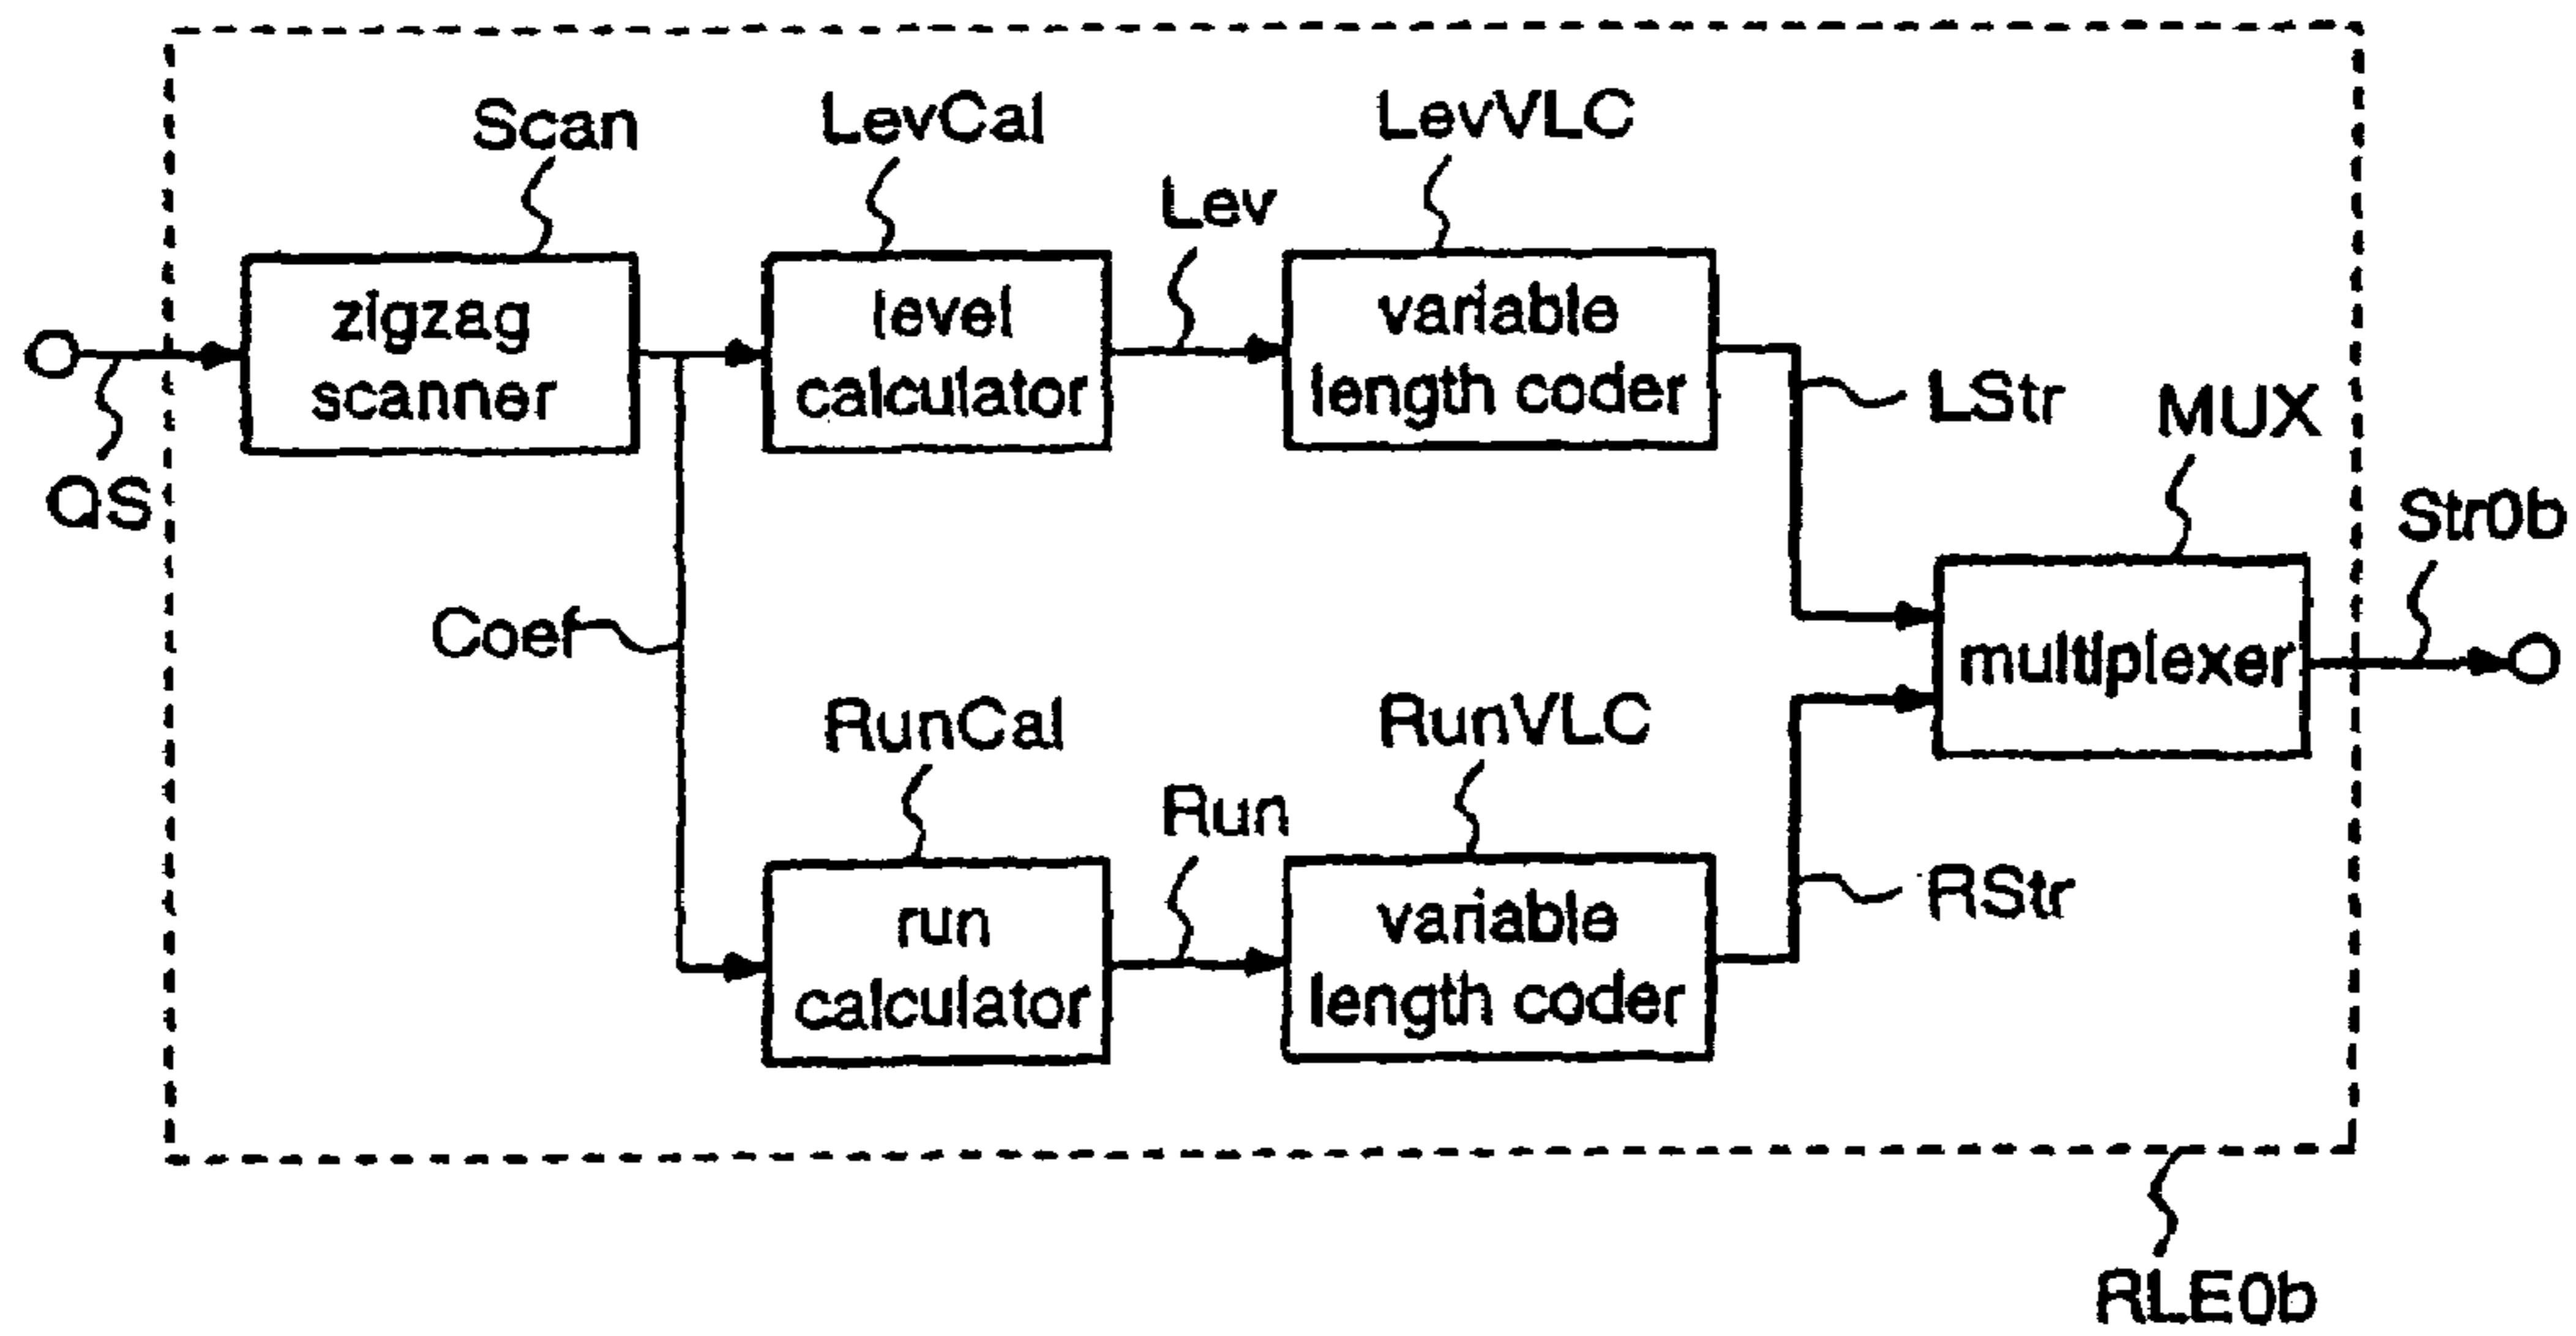 Scan
LevCal
LevVLC
Lev
zigzag
scanner
level
calculator
variable
length coder
QS
LStr
MUX
Str0b
Coef
multiplexer
RunCal
RunVLC
Run
run
calculator
variable
length coder
RStr
RLE0b